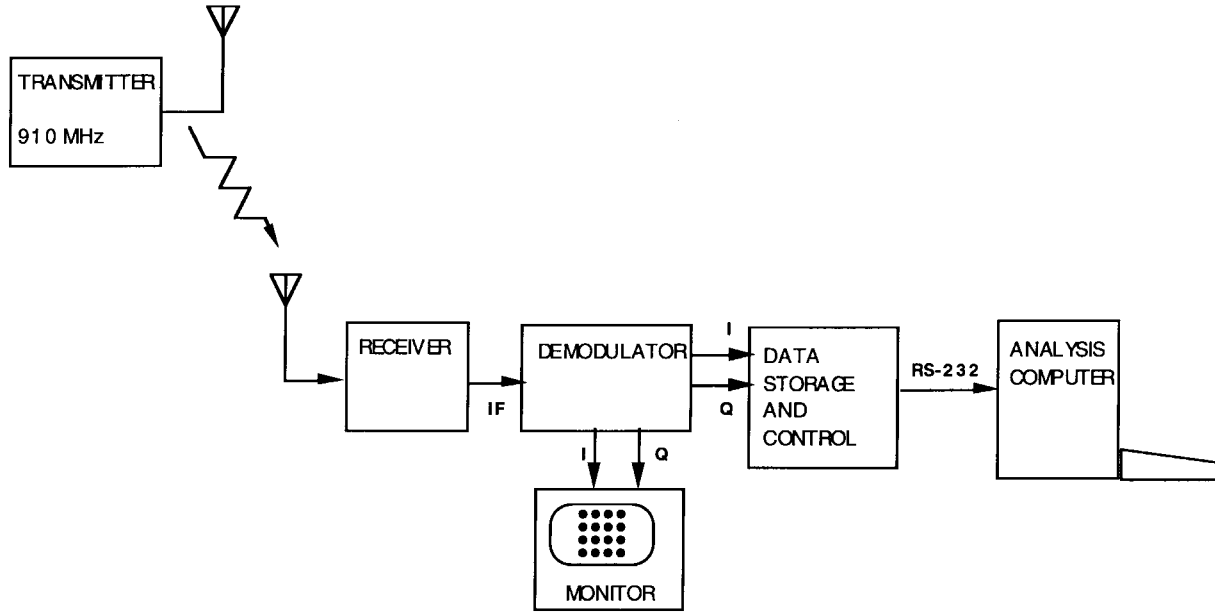 TRANSMITTER
910 MHz
RECEIVER
IF
DEMODULATOR
I
Q
I
Q
DATA
STORAGE
AND
CONTROL
RS-232
ANALYSIS
COMPUTER
MONITOR